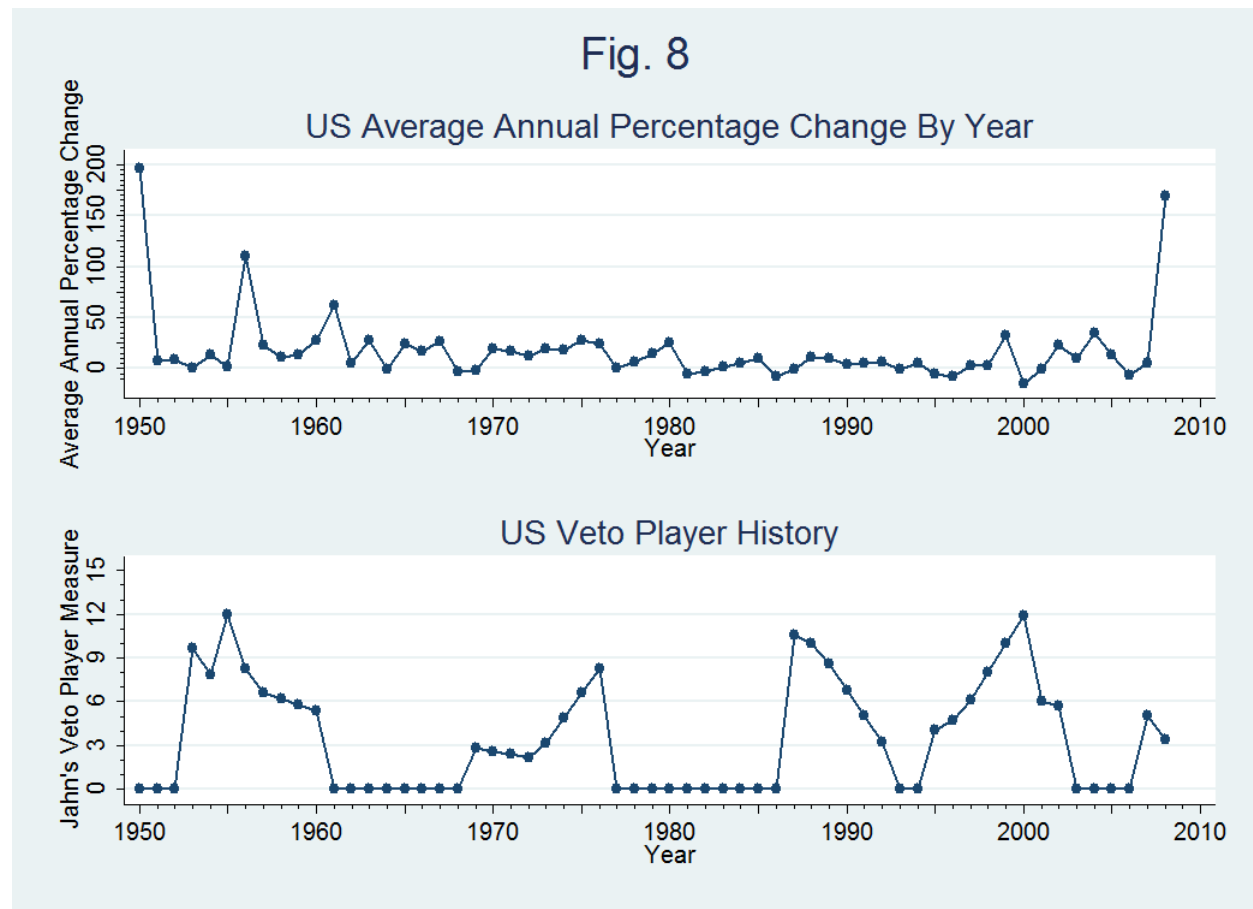 Fig. 8
US Average Annual Percentage Change By Year
Average Annual Percentage Change
200
150
100
50
0
1950 1960 1970 1980 1990 2000 2010
Year
US Veto Player History
Jahn's Veto Player Measure
15
12
9
6
3
0
1950 1960 1970 1980 1990 2000 2010
Year